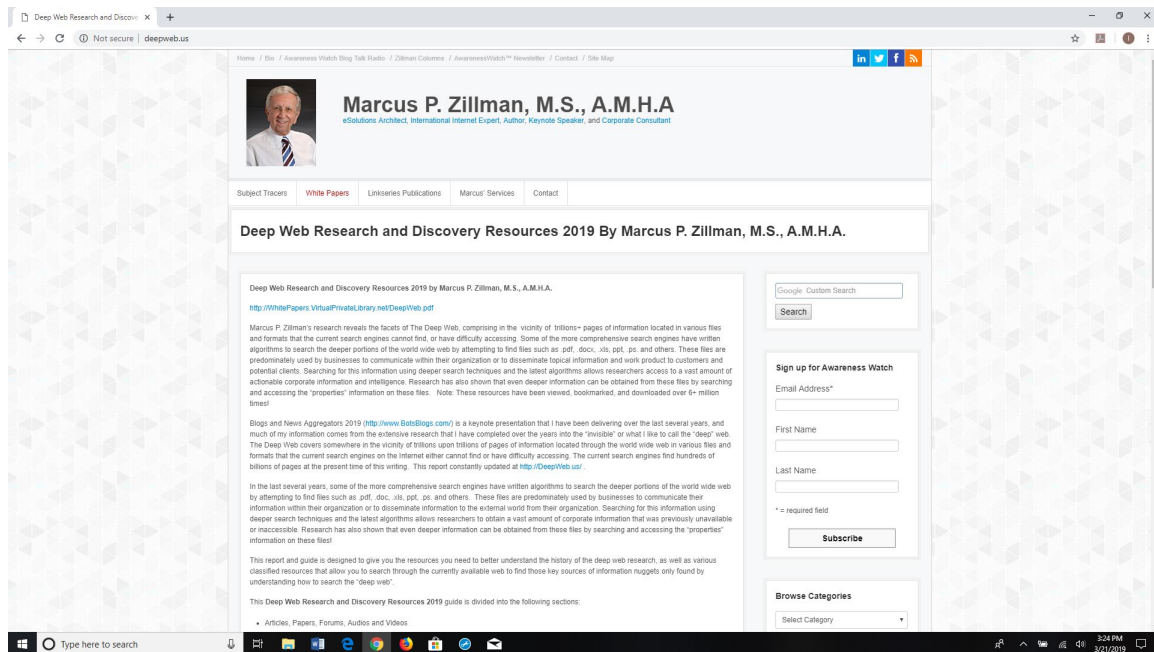 Deep Web Research and Discove
Not secure | deepweb.us
Home / Bio / Awareness Watch Blog Talk Radio / Zillman Columns / AwarenessWatch™ Newsletter / Contact / Site Map
Marcus P. Zillman, M.S., A.M.H.A
eSolutions Architect, International Internet Expert, Author, Keynote Speaker, and Corporate Consultant
Subject Tracers White Papers Linkseries Publications Marcus' Services Contact
Deep Web Research and Discovery Resources 2019 By Marcus P. Zillman, M.S., A.M.H.A.
Deep Web Research and Discovery Resources 2019 by Marcus P. Zillman, M.S., A.M.H.A.
http://WhitePapers.VirtualPrivateLibrary.net/DeepWeb.pdf
Marcus P. Zillman's research reveals the facets of The Deep Web, comprising in the vicinity of trillions+ pages of information located in various files
and formats that the current search engines cannot find, or have difficulty accessing. Some of the more comprehensive search engines have written
algorithms to search the deeper portions of the world wide web by attempting to find files such as .pdf, .docx, .xls, ppt, .ps. and others. These files are
predominately used by businesses to communicate within their organization or to disseminate topical information and work product to customers and
potential clients. Searching for this information using deeper search techniques and the latest algorithms allows researchers access to a vast amount of
actionable corporate information and intelligence. Research has also shown that even deeper information can be obtained from these files by searching
and accessing the "properties" information on these files. Note: These resources have been viewed, bookmarked, and downloaded over 6+ million
times!
Blogs and News Aggregators 2019 (http://www.BotsBlogs.com/) is a keynote presentation that I have been delivering over the last several years, and
much of my information comes from the extensive research that I have completed over the years into the "invisible" or what I like to call the "deep" web.
The Deep Web covers somewhere in the vicinity of trillions upon trillions of pages of information located through the world wide web in various files and
formats that the current search engines on the Internet either cannot find or have difficulty accessing. The current search engines find hundreds of
billions of pages at the present time of this writing. This report constantly updated at http://DeepWeb.us/ .
In the last several years, some of the more comprehensive search engines have written algorithms to search the deeper portions of the world wide web
by attempting to find files such as .pdf, .doc, .xls, ppt, .ps. and others. These files are predominately used by businesses to communicate their
information within their organization or to disseminate information to the external world from their organization. Searching for this information using
deeper search techniques and the latest algorithms allows researchers to obtain a vast amount of corporate information that was previously unavailable
or inaccessible. Research has also shown that even deeper information can be obtained from these files by searching and accessing the "properties"
information on these files!
This report and guide is designed to give you the resources you need to better understand the history of the deep web research, as well as various
classified resources that allow you to search through the currently available web to find those key sources of information nuggets only found by
understanding how to search the "deep web".
This Deep Web Research and Discovery Resources 2019 guide is divided into the following sections:
• Articles, Papers, Forums, Audios and Videos
Google Custom Search
Search
Sign up for Awareness Watch
Email Address*
First Name
Last Name
* = required field
Subscribe
Browse Categories
Select Category
Type here to search
3:24 PM
3/21/2019